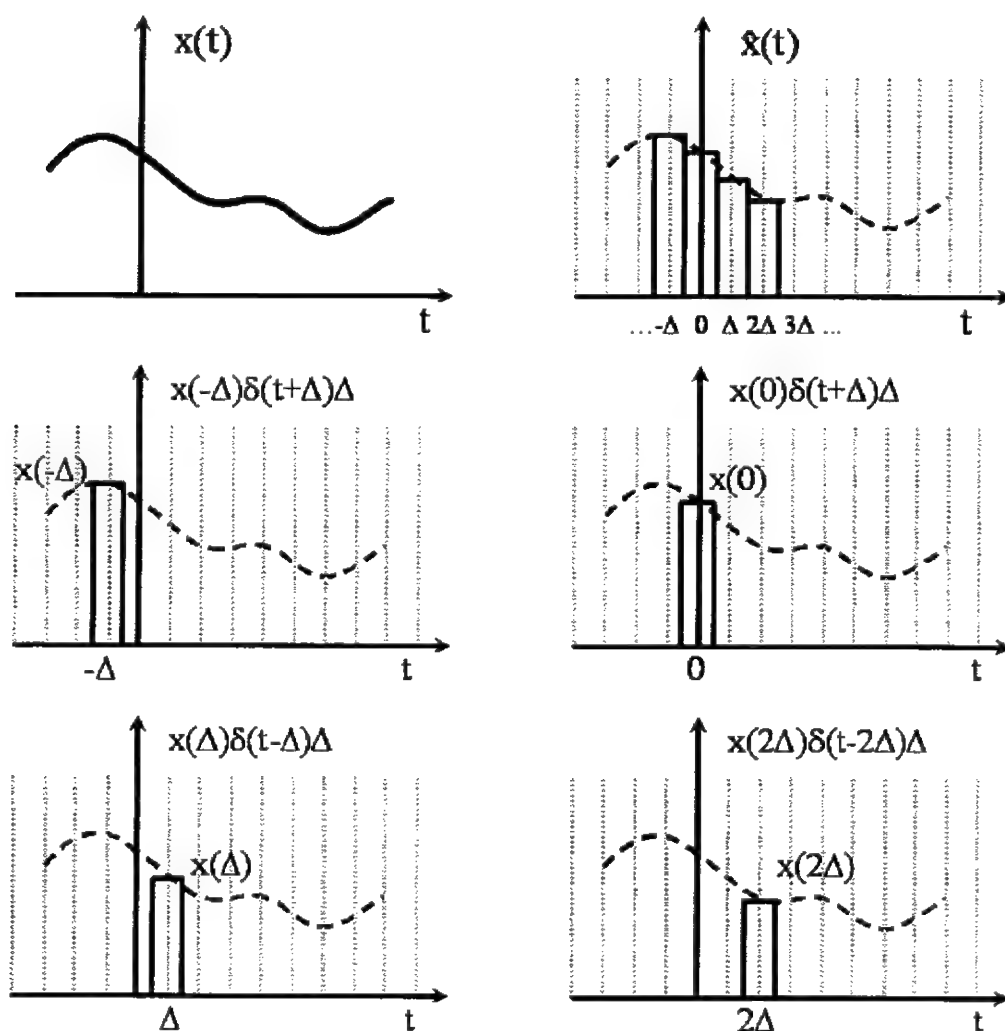 x(t)
t
x̂(t)
...-Δ 0 Δ 2Δ 3Δ ...
t
x(-Δ)δ(t+Δ)Δ
x(-Δ)
-Δ
t
x(0)δ(t+Δ)Δ
x(0)
0
t
x(Δ)δ(t-Δ)Δ
x(Δ)
Δ
t
x(2Δ)δ(t-2Δ)Δ
x(2Δ)
2Δ
t